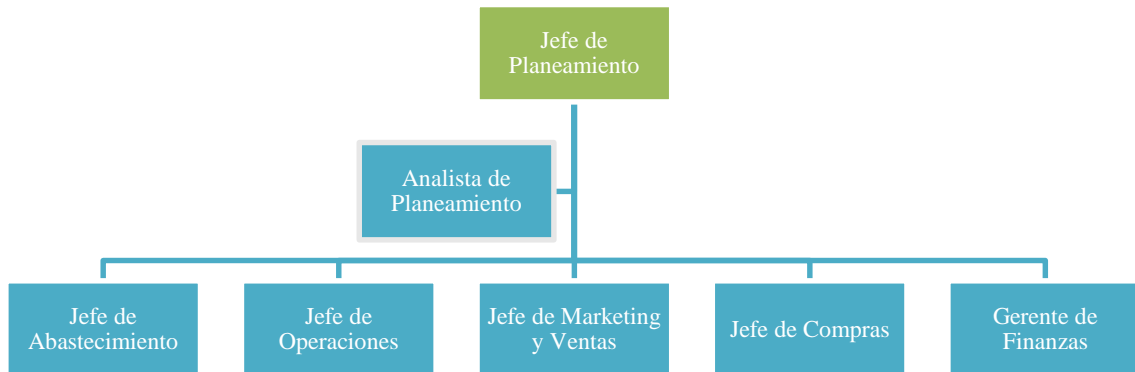 Jefe de
Planeamiento
Analista de
Planeamiento
Jefe de
Abastecimiento
Jefe de
Operaciones
Jefe de Marketing
y Ventas
Jefe de Compras
Gerente de
Finanzas